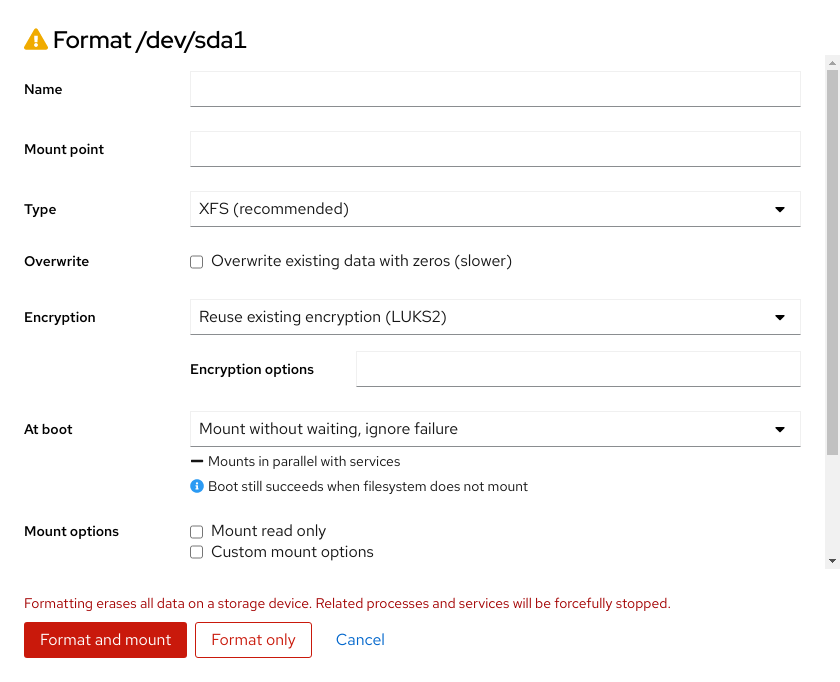 Format /dev/sda1
Name
Mount point
Type
XFS (recommended)
Overwrite
Overwrite existing data with zeros (slower)
Encryption
Reuse existing encryption (LUKS2)
Encryption options
At boot
Mount without waiting, ignore failure
Mounts in parallel with services
Boot still succeeds when filesystem does not mount
Mount options
Mount read only
Custom mount options
Formatting erases all data on a storage device. Related processes and services will be forcefully stopped.
Format and mount
Format only
Cancel